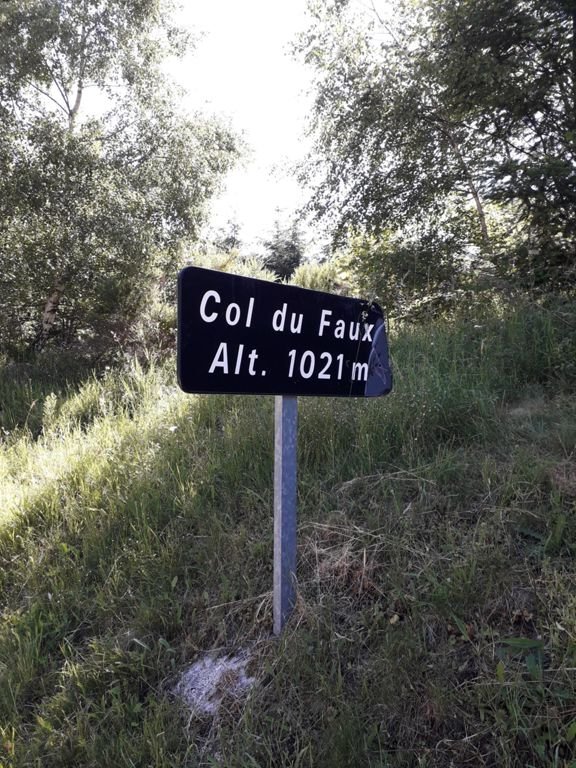 Col du Faux
Alt. 1021 m